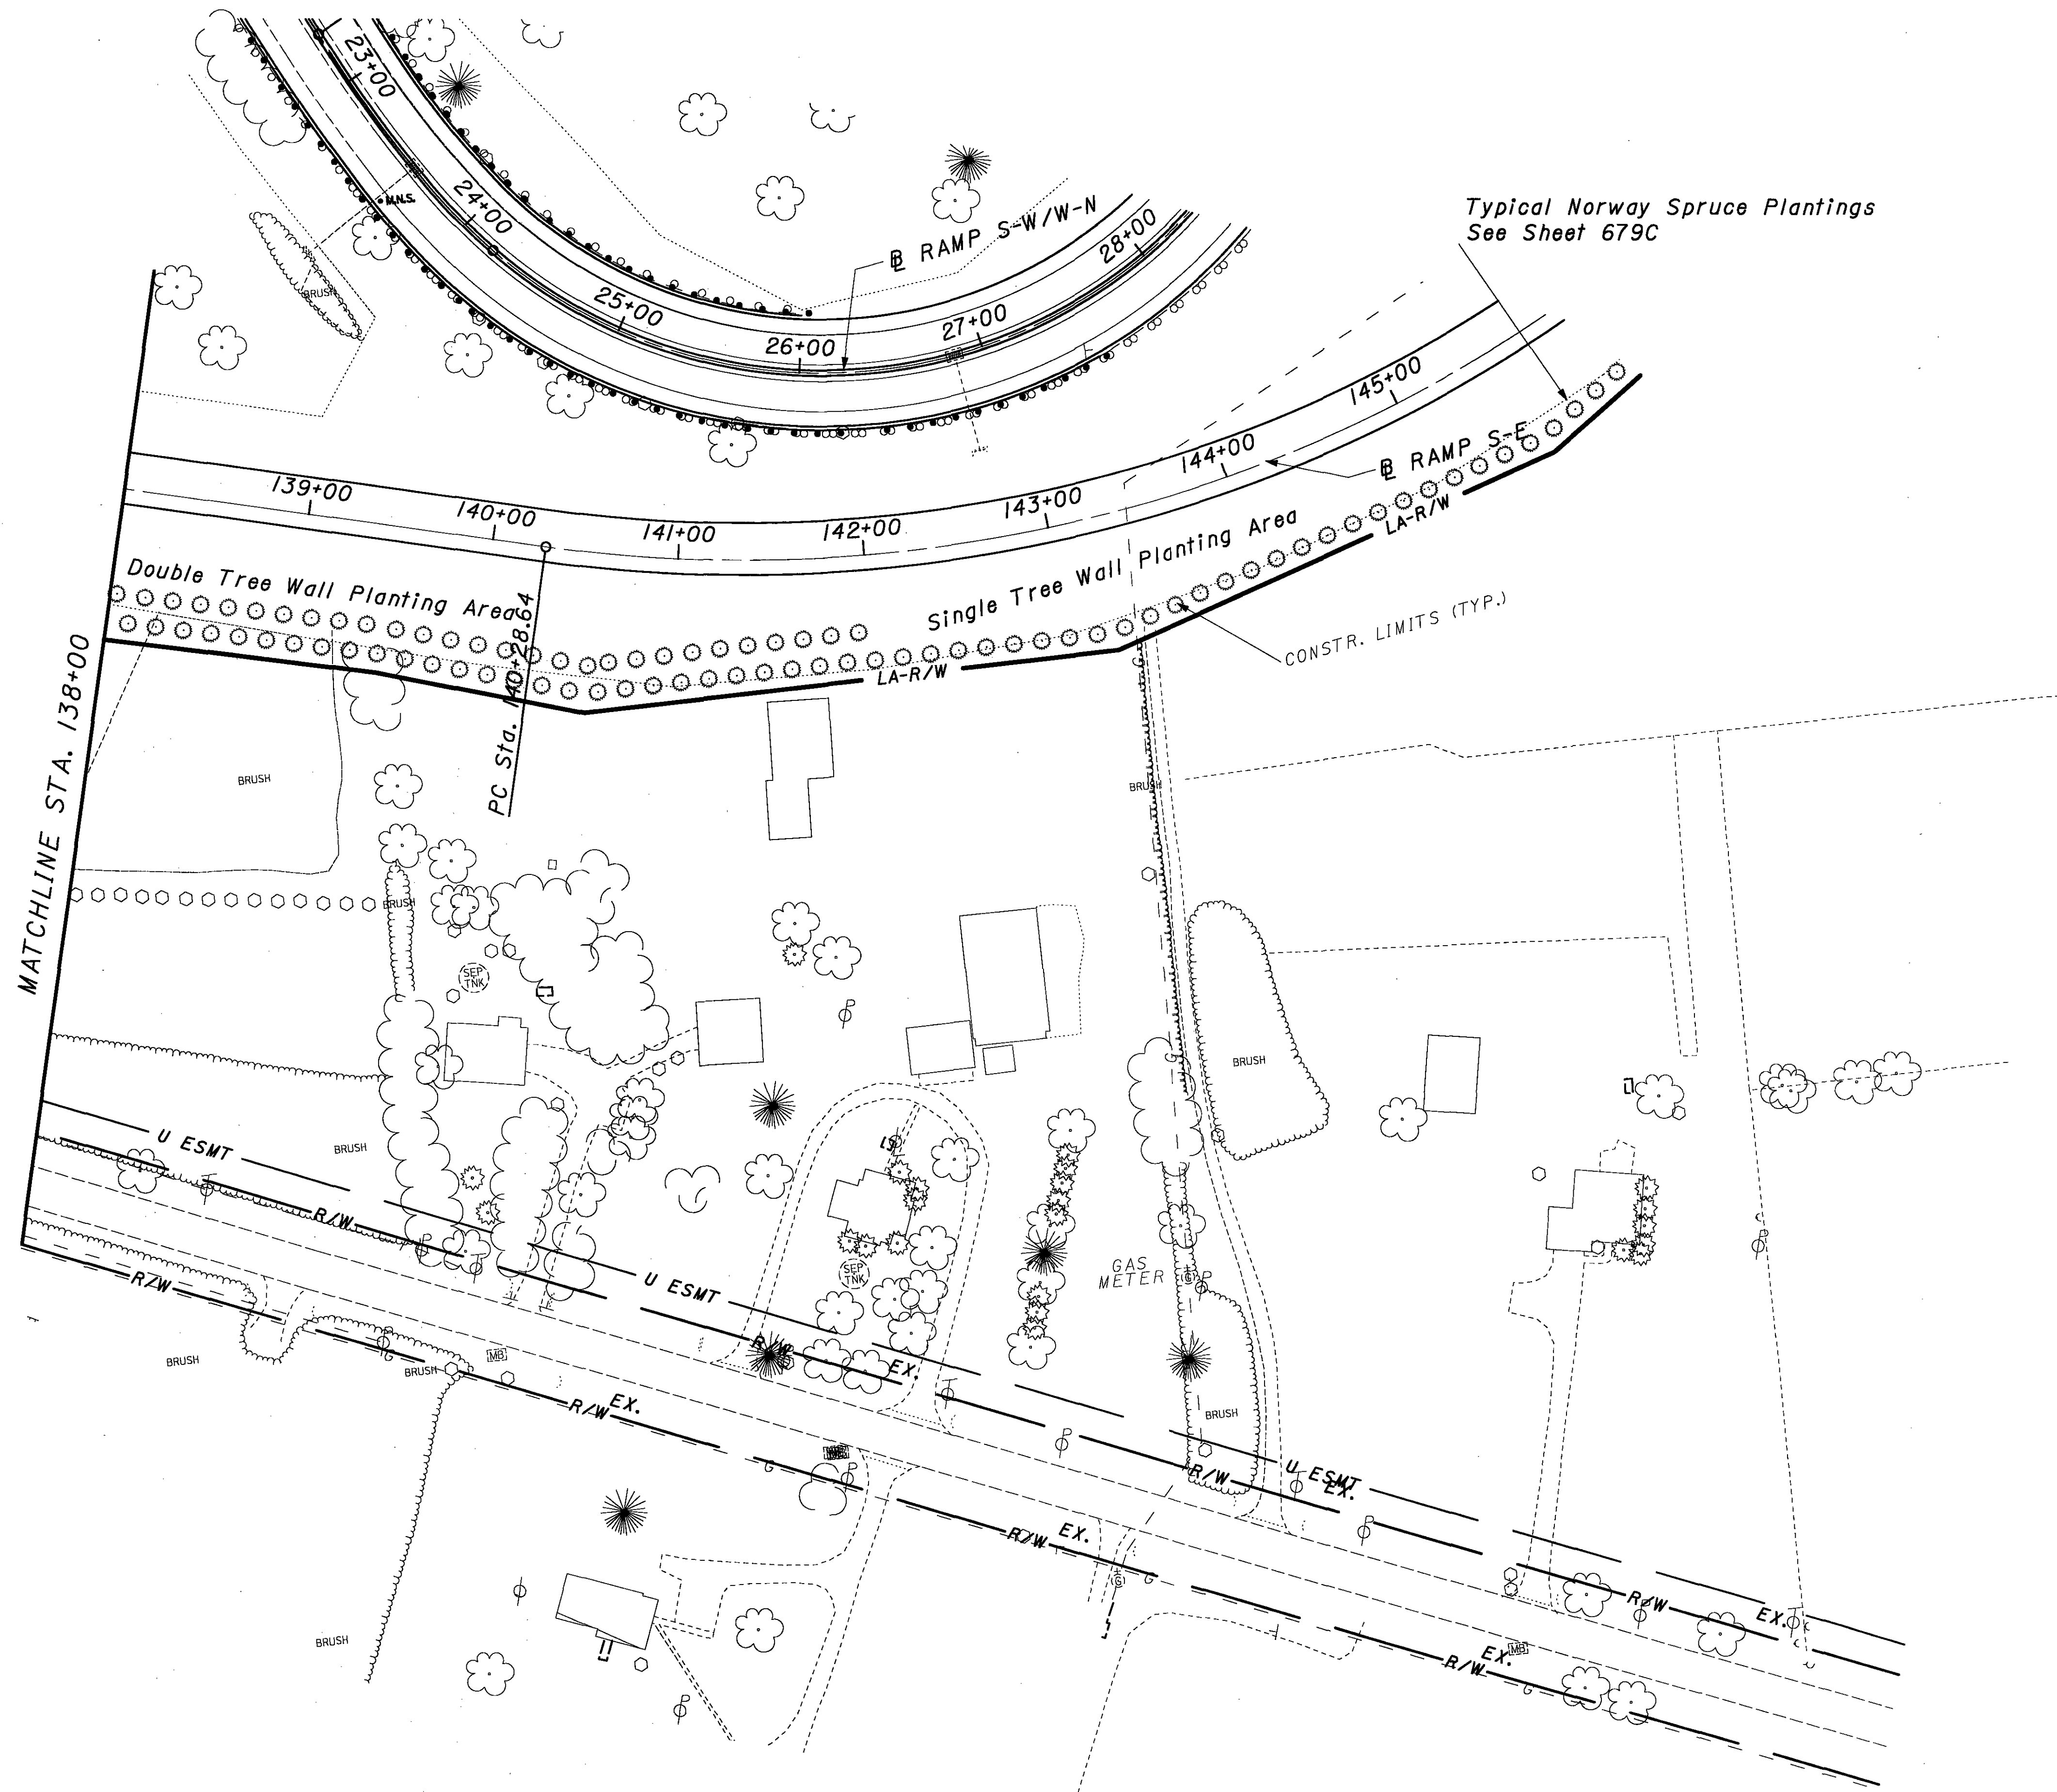 23+00
24+00
M.N.S.
25+00
26+00
27+00
28+00
BRUSH
℄ RAMP S-W/W-N
Typical Norway Spruce Plantings
See Sheet 679C
139+00
140+00
141+00
142+00
143+00
144+00
145+00
℄ RAMP S-E
LA-R/W
Double Tree Wall Planting Area
Single Tree Wall Planting Area
CONSTR. LIMITS (TYP.)
LA-R/W
PC Sta. 140+28.64
MATCHLINE STA. 138+00
BRUSH
BRUSH
BRUSH
SEP
TNK
BRUSH
BRUSH
U ESMT
R/W
R/W
GAS
METER
G
SEP
TNK
U ESMT
R/W
EX.
BRUSH
BRUSH
MB
R/W
EX.
BRUSH
R/W
U ESMT
EX.
R/W
EX.
G
BRUSH
R/W
EX.
R/W
EX.
MB